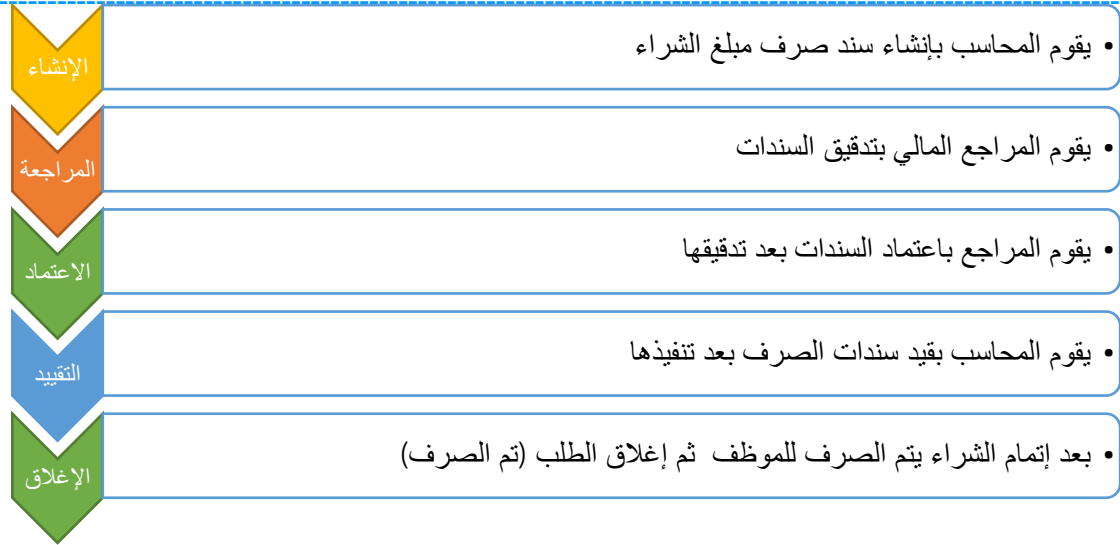 الإنشاء
• يقوم المحاسب بإنشاء سند صرف مبلغ الشراء
المراجعة
• يقوم المراجع المالي بتدقيق السندات
الاعتماد
• يقوم المراجع باعتماد السندات بعد تدقيقها
التقييد
• يقوم المحاسب بقيد سندات الصرف بعد تنفيذها
الإغلاق
• بعد إتمام الشراء يتم الصرف للموظف ثم إغلاق الطلب (تم الصرف)